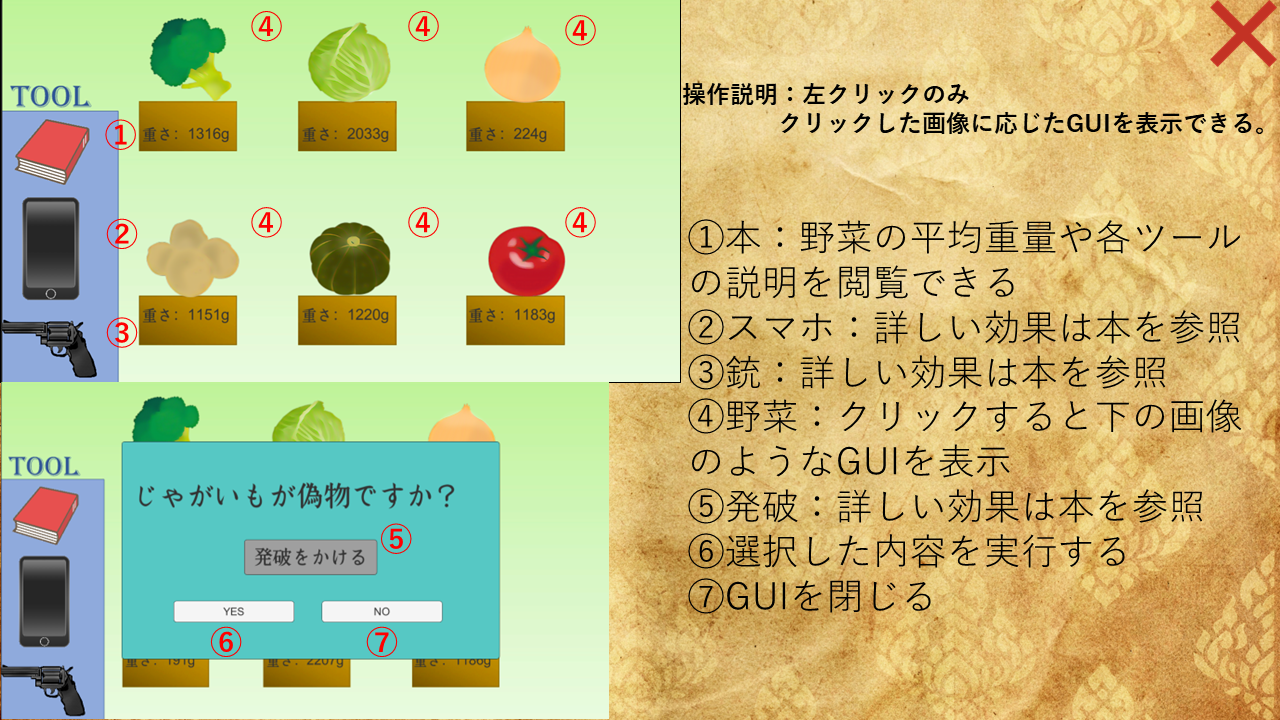 ④
④
④
TOOL
①
重さ: 1316g
重さ: 2033g
重さ: 224g
②
④
④
④
③
重さ: 1151g
重さ: 1220g
重さ: 1183g
TOOL
じゃがいもが偽物ですか？
発破をかける
⑤
YES
NO
⑥
⑦
重さ: 191g
重さ: 2207g
重さ: 1186g
操作説明：左クリックのみ
クリックした画像に応じたGUIを表示できる。
①本：野菜の平均重量や各ツール
の説明を閲覧できる
②スマホ：詳しい効果は本を参照
③銃：詳しい効果は本を参照
④野菜：クリックすると下の画像
のようなGUIを表示
⑤発破：詳しい効果は本を参照
⑥選択した内容を実行する
⑦GUIを閉じる